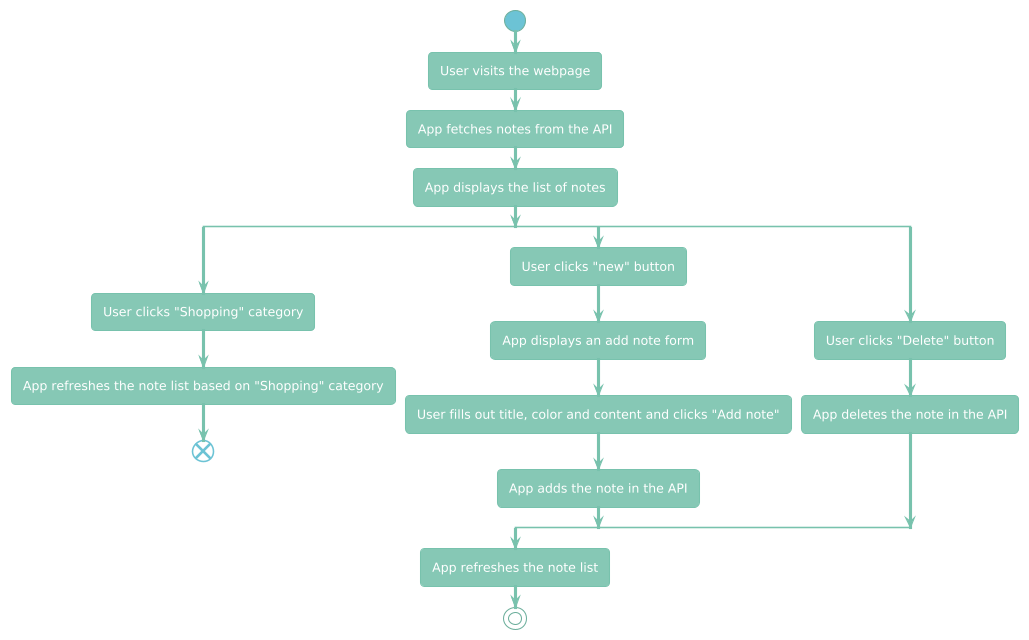 User visits the webpage
App fetches notes from the API
App displays the list of notes
User clicks "Shopping" category
App refreshes the note list based on "Shopping" category
User clicks "new" button
App displays an add note form
User fills out title, color and content and clicks "Add note"
App adds the note in the API
User clicks "Delete" button
App deletes the note in the API
App refreshes the note list